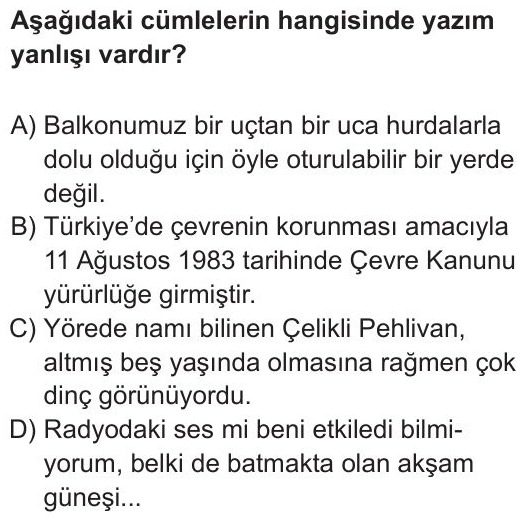 Aşağıdaki cümlelerin hangisinde yazım
yanlışı vardır?
A) Balkonumuz bir uçtan bir uca hurdalarla
dolu olduğu için öyle oturulabilir bir yerde
değil.
B) Türkiye’de çevrenin korunması amacıyla
11 Ağustos 1983 tarihinde Çevre Kanunu
yürürlüğe girmiştir.
C) Yörede namı bilinen Çelikli Pehlivan,
altmış beş yaşında olmasına rağmen çok
dinç görünüyordu.
D) Radyodaki ses mi beni etkiledi bilmi-
yorum, belki de batmakta olan akşam
güneşi...